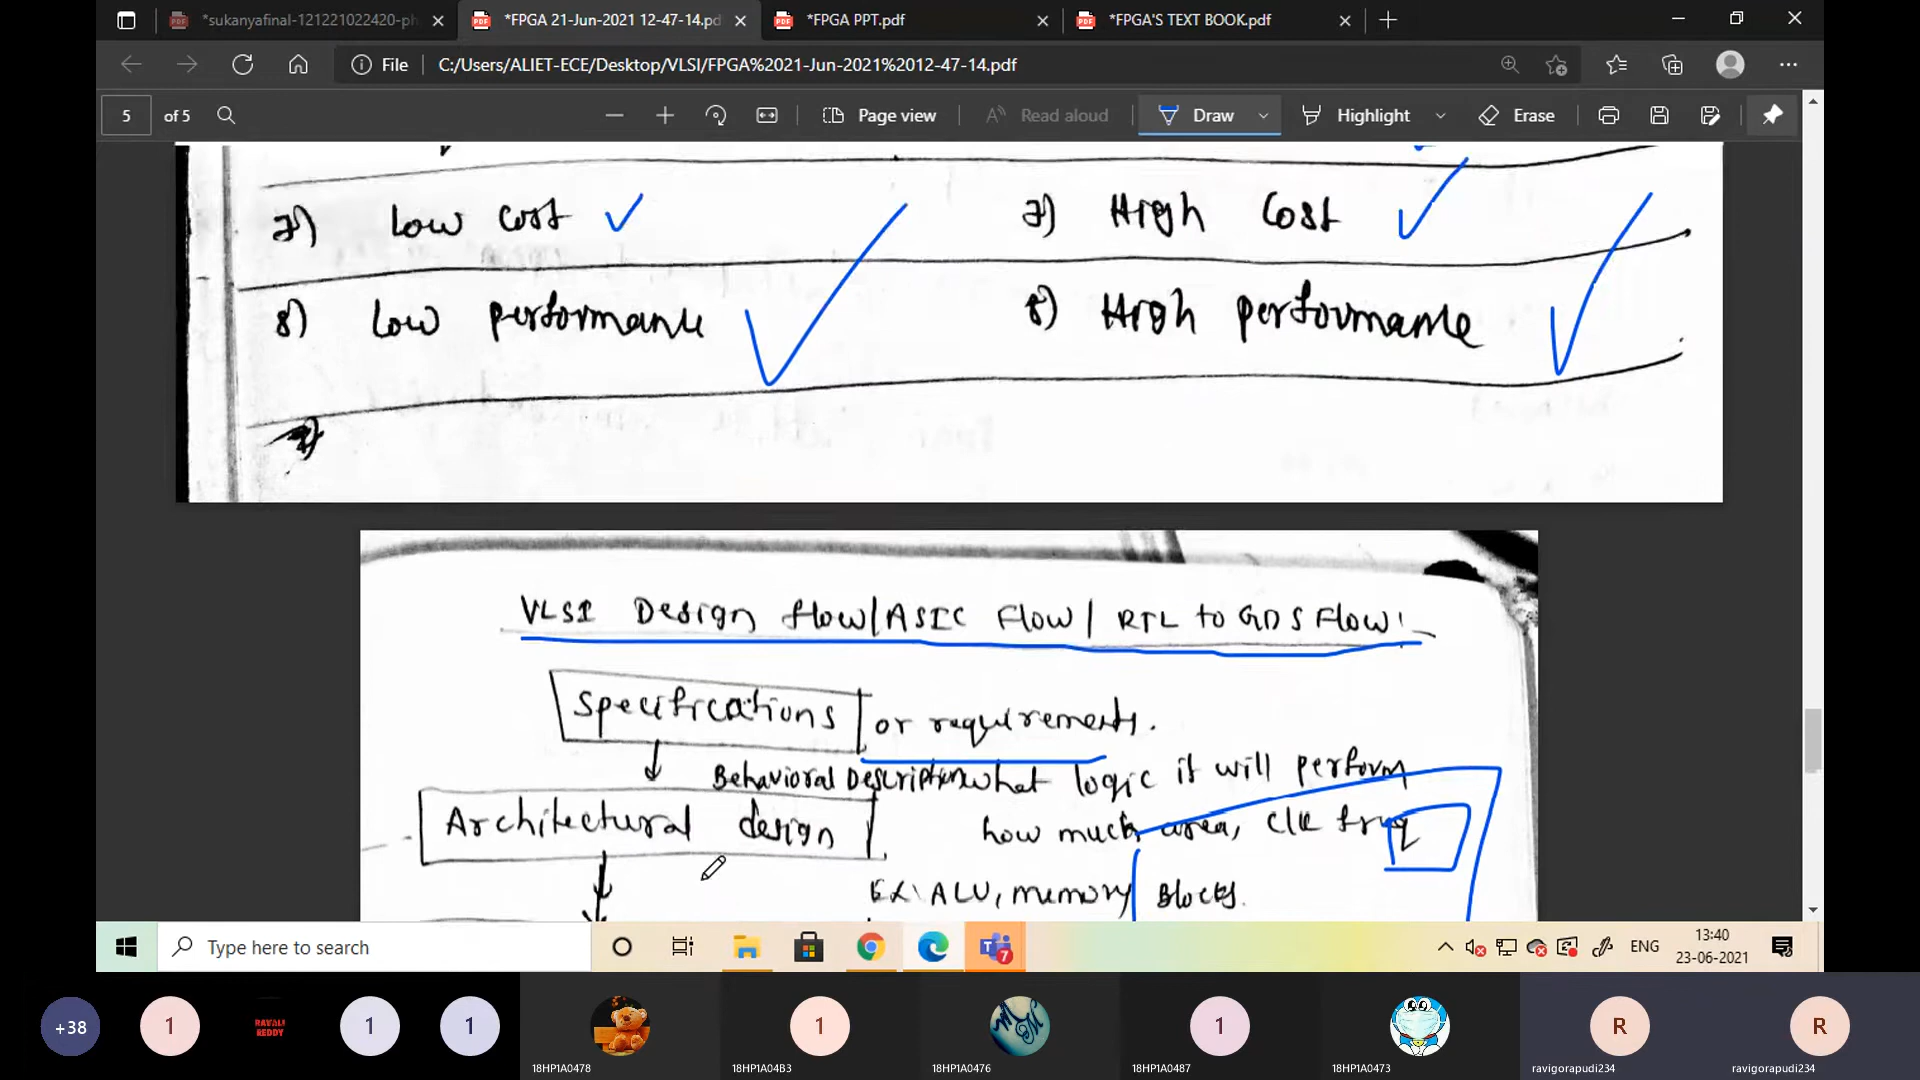 *sukanyafinal-121221022420-ph
*FPGA 21-Jun-2021 12-47-14.pd
*FPGA PPT.pdf
*FPGA'S TEXT BOOK.pdf
File C:/Users/ALIET-ECE/Desktop/VLSI/FPGA%2021-Jun-2021%2012-47-14.pdf
5 of 5 Page view Read aloud Draw Highlight Erase
7) Low cost 7) High Cost
8) Low performance 8) High performance
VLSI Design flow/ASIC Flow/ RTL to GDS Flow!
Specifications or requirements.
Behavioral Description what logic it will perform
Architectural design how much area, Clk frq
Ex: ALU, memory Blocks.
Type here to search
7
ENG
13:40
23-06-2021
+38 1 RAVALI REDDY 1 1 1 1 R R
18HP1A0478 18HP1A04B3 18HP1A0476 18HP1A0487 18HP1A0473 ravigorapudi234 ravigorapudi234